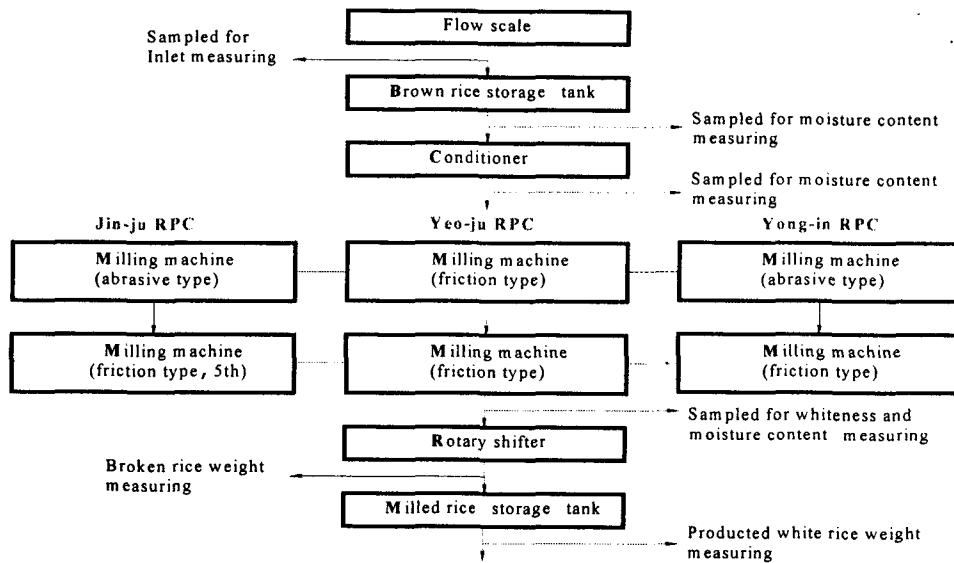 Flow scale
Sampled for
Inlet measuring
Brown rice storage tank
Sampled for moisture content
measuring
Conditioner
Sampled for moisture content
measuring
Jin-ju RPC
Yeo-ju RPC
Yong-in RPC
Milling machine
(abrasive type)
Milling machine
(friction type)
Milling machine
(abrasive type)
Milling machine
(friction type, 5th)
Milling machine
(friction type)
Milling machine
(friction type)
Sampled for whiteness and
moisture content measuring
Rotary shifter
Broken rice weight
measuring
Milled rice storage tank
Producted white rice weight
measuring